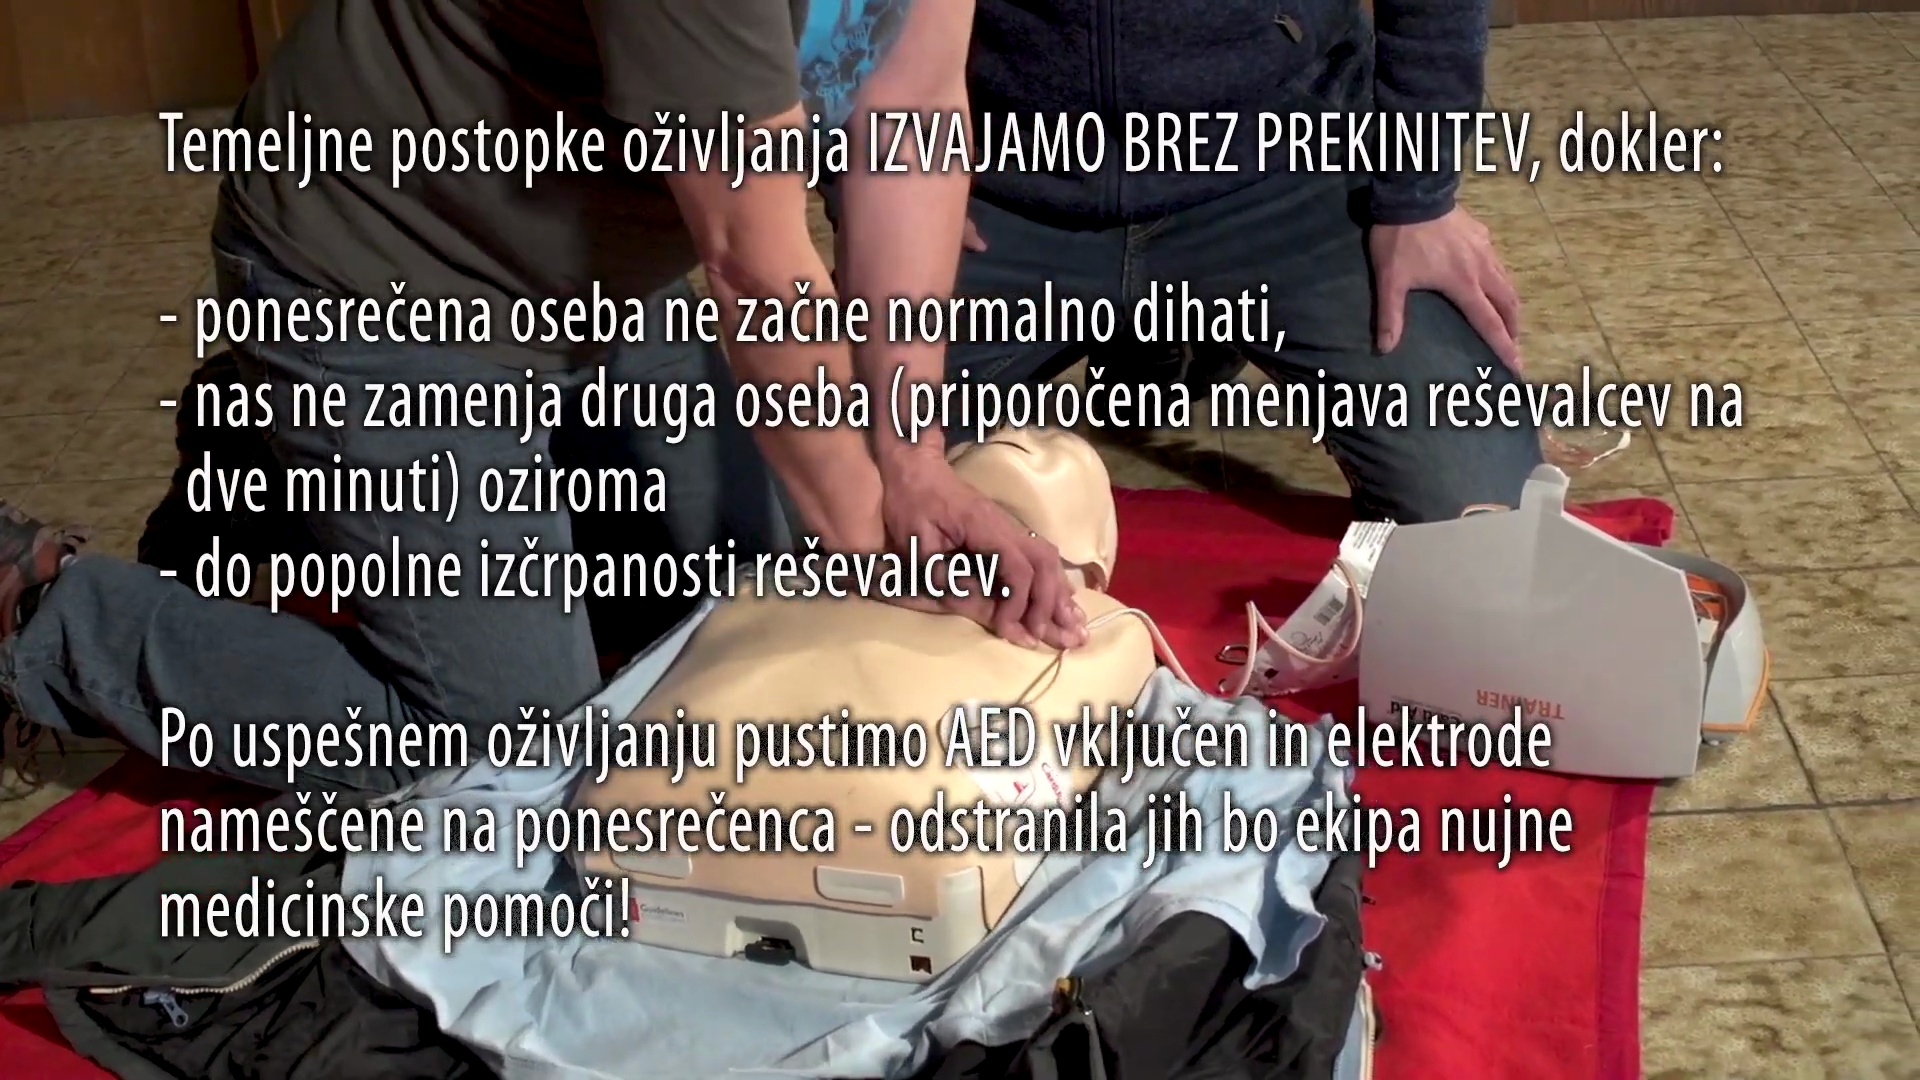 Temeljne postopke oživljanja IZVAJAMO BREZ PREKINITEV, dokler:
- ponesrečena oseba ne začne normalno dihati,
- nas ne zamenja druga oseba (priporočena menjava reševalcev na
dve minuti) oziroma
- do popolne izčrpanosti reševalcev.
TRAINER
Po uspešnem oživljanju pustimo AED vključen in elektrode
nameščene na ponesrečenca - odstranila jih bo ekipa nujne
medicinske pomoči!
Guidelines